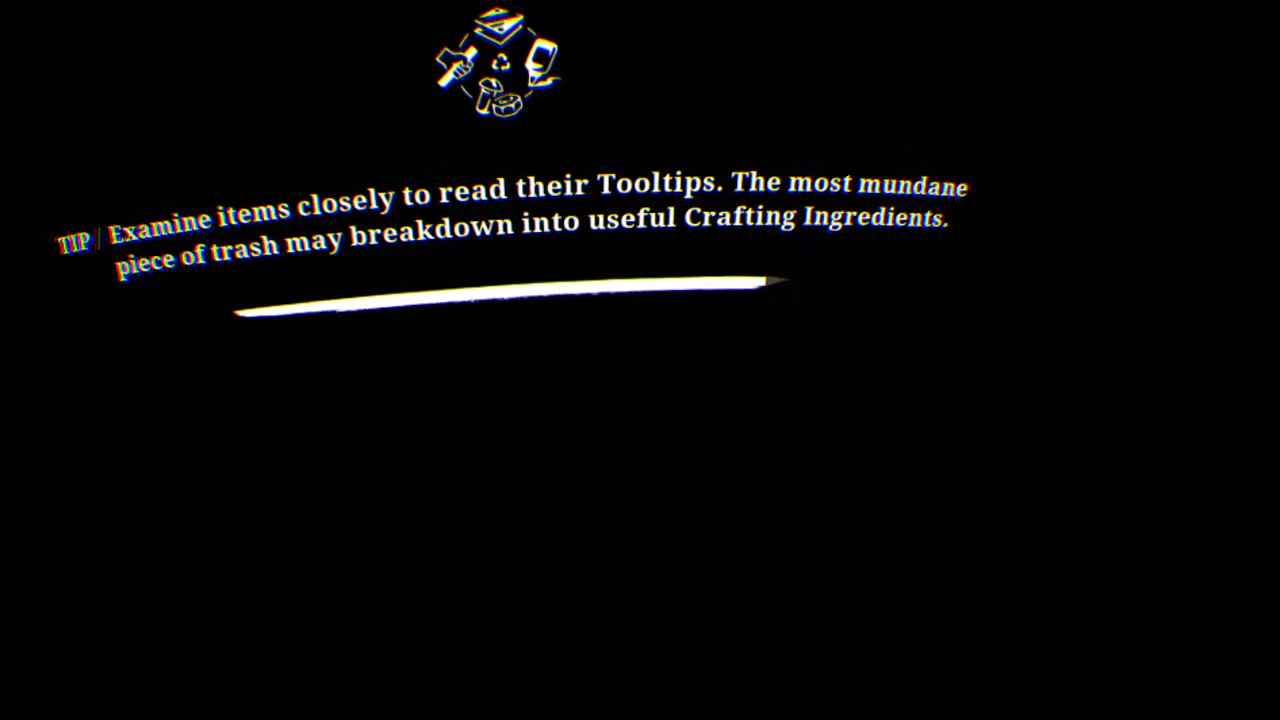 TIP / Examine items closely to read their Tooltips. The most mundane
piece of trash may breakdown into useful Crafting Ingredients.